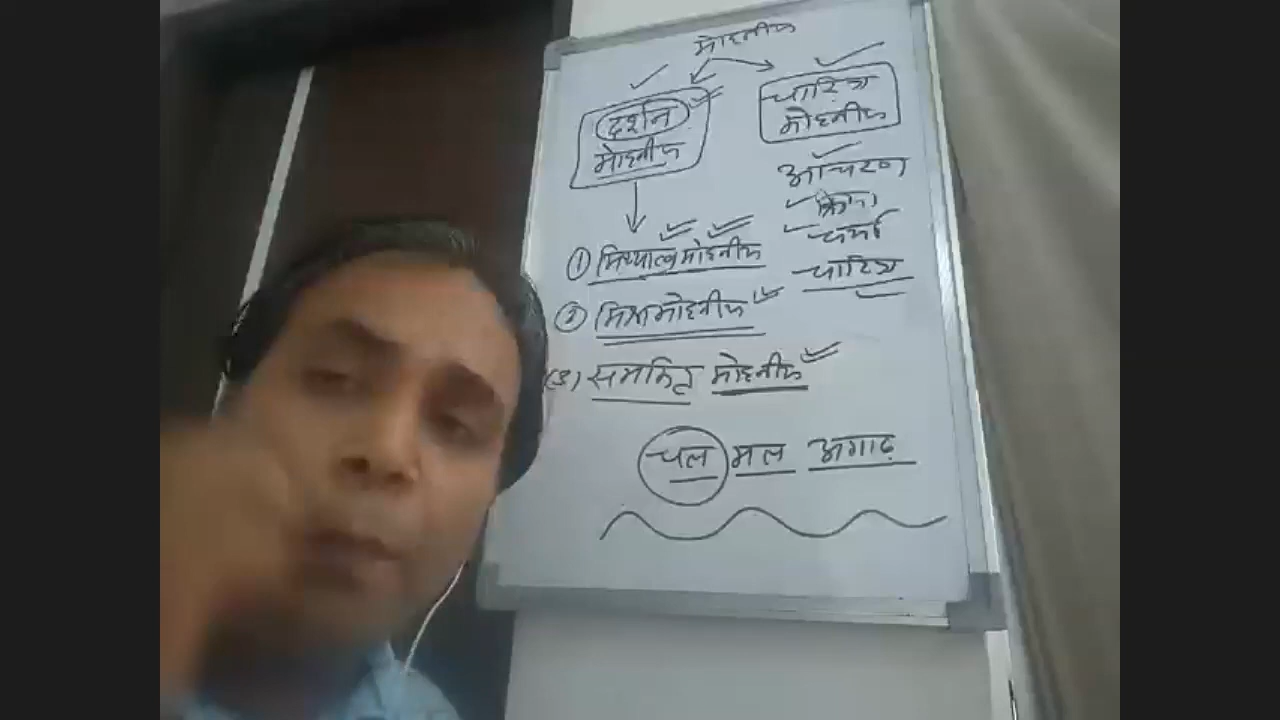 मोहनीय
दर्शन
मोहनीय
चारित्र
मोहनीय
आचरण
क्रिया
चर्या
चारित्र
① मिथ्यात्व मोहनीय
② मिश्र मोहनीय
(3) समकित मोहनीय
चल मल अगाढ़